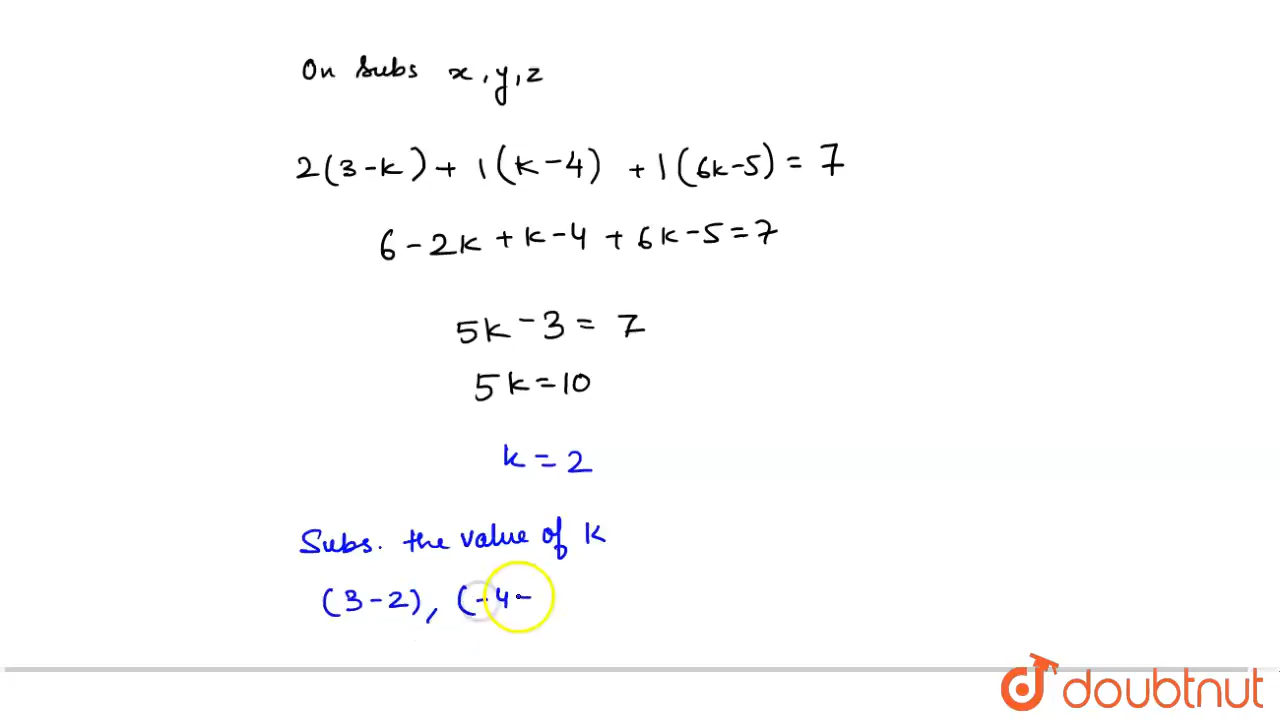 On Subs x, y, z
2(3-k) + 1(k-4) + 1(6k-5) = 7
6-2k+k-4+6k-5=7
5k-3=7
5k=10
k=2
Subs. the value of k
(3-2), (-4-
doubtnut